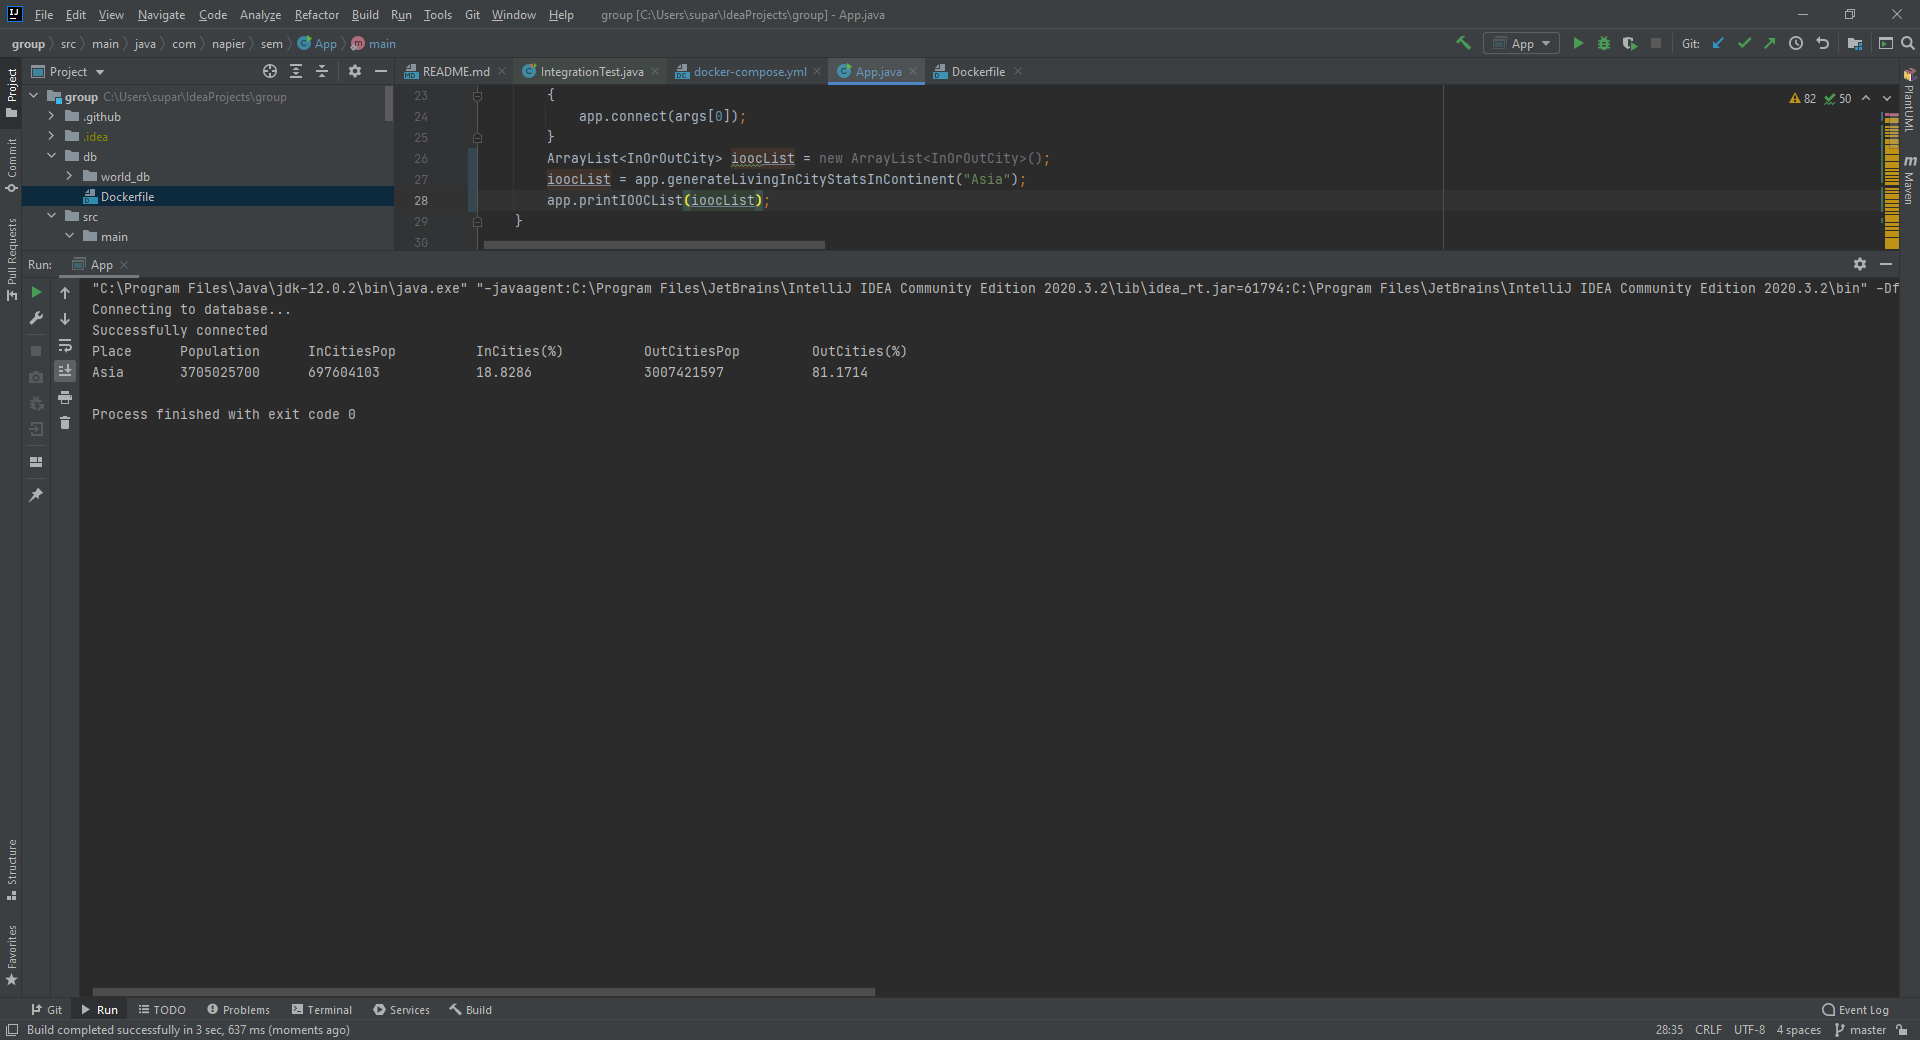 File Edit View Navigate Code Analyze Refactor Build Run Tools Git Window Help group [C:\Users\supar\IdeaProjects\group] - App.java
group src main java com napier sem App main
App Git:
Project
README.md IntegrationTest.java docker-compose.yml App.java Dockerfile
group C:\Users\supar\IdeaProjects\group
.github
.idea
db
world_db
Dockerfile
src
main
23 {
24 app.connect(args[0]);
25 }
26 ArrayList<InOrOutCity> ioocList = new ArrayList<InOrOutCity>();
27 ioocList = app.generateLivingInCityStatsInContinent("Asia");
28 app.printIOOCList(ioocList);
29 }
30
82 50
Project
Commit
Pull Requests
Structure
Favorites
PlantUML
Maven
Run: App
"C:\Program Files\Java\jdk-12.0.2\bin\java.exe" "-javaagent:C:\Program Files\JetBrains\IntelliJ IDEA Community Edition 2020.3.2\lib\idea_rt.jar=61794:C:\Program Files\JetBrains\IntelliJ IDEA Community Edition 2020.3.2\bin" -Df
Connecting to database...
Successfully connected
Place Population InCitiesPop InCities(%) OutCitiesPop OutCities(%)
Asia 3705025700 697604103 18.8286 3007421597 81.1714
Process finished with exit code 0
Git Run TODO Problems Terminal Services Build Event Log
Build completed successfully in 3 sec, 637 ms (moments ago) 28:35 CRLF UTF-8 4 spaces master